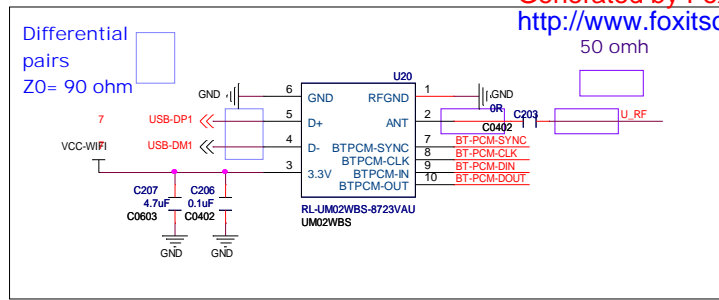 Generated by Fo
http://www.foxitso
Differential
pairs
Z0= 90 ohm
50 omh
U20
GND
6
GND
RFGND
1
GND
0R
7
USB-DP1
5
D+
ANT
2
C203
U_RF
C0402
USB-DM1
4
D-
BTPCM-SYNC
7
BT-PCM-SYNC
VCC-WIFI
BTPCM-CLK
8
BT-PCM-CLK
3
3.3V
BTPCM-IN
9
BT-PCM-DIN
BTPCM-OUT
10
BT-PCM-DOUT
C207
4.7uF
C0603
C206
0.1uF
C0402
RL-UM02WBS-8723VAU
UM02WBS
GND
GND